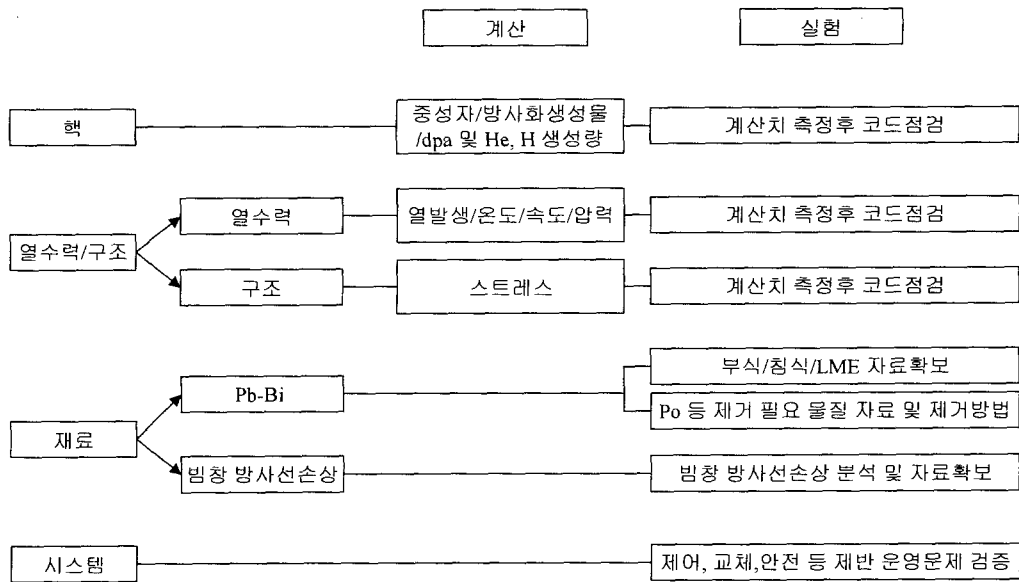 계산
실험
핵
중성자/방사화생성물
/dpa 및 He, H 생성량
계산치 측정후 코드점검
열수력/구조
열수력
열발생/온도/속도/압력
계산치 측정후 코드점검
구조
스트레스
계산치 측정후 코드점검
재료
Pb-Bi
부식/침식/LME 자료확보
Po 등 제거 필요 물질 자료 및 제거방법
빔창 방사선손상
빔창 방사선손상 분석 및 자료확보
시스템
제어, 교체,안전 등 제반 운영문제 검증